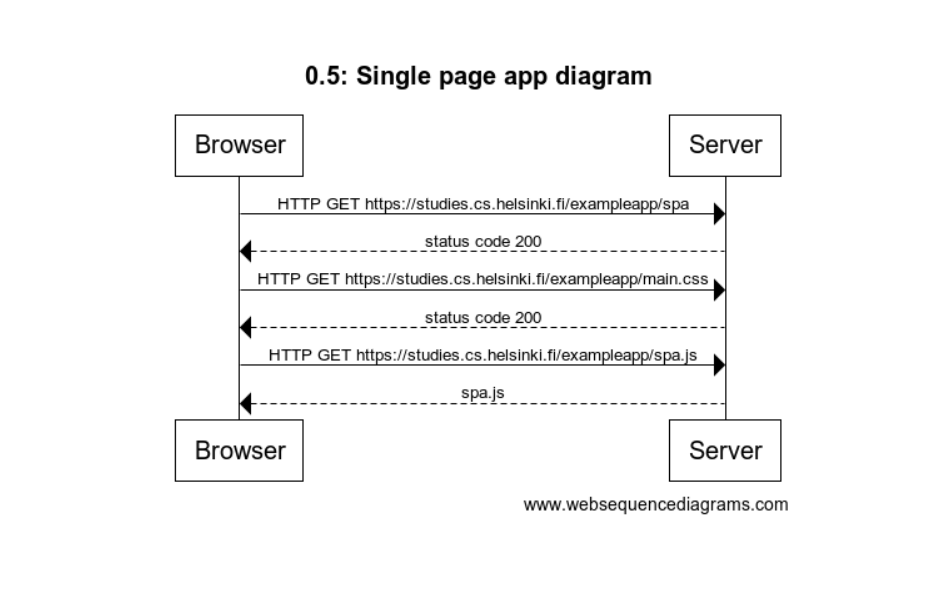 0.5: Single page app diagram
Browser
Server
HTTP GET https://studies.cs.helsinki.fi/exampleapp/spa
status code 200
HTTP GET https://studies.cs.helsinki.fi/exampleapp/main.css
status code 200
HTTP GET https://studies.cs.helsinki.fi/exampleapp/spa.js
spa.js
Browser
Server
www.websequencediagrams.com